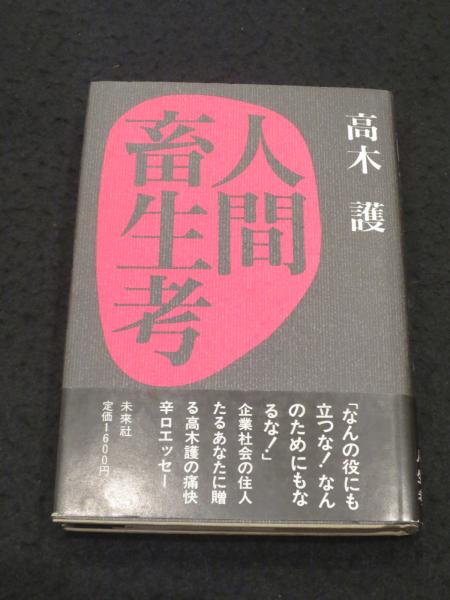 高木 護
人間
畜生考
「なんの役にも
立つな！なん
のためにもな
るな！」
企業社会の住人
たるあなたに贈
る高木護の痛快
辛口エッセー
未来社
定価1600円